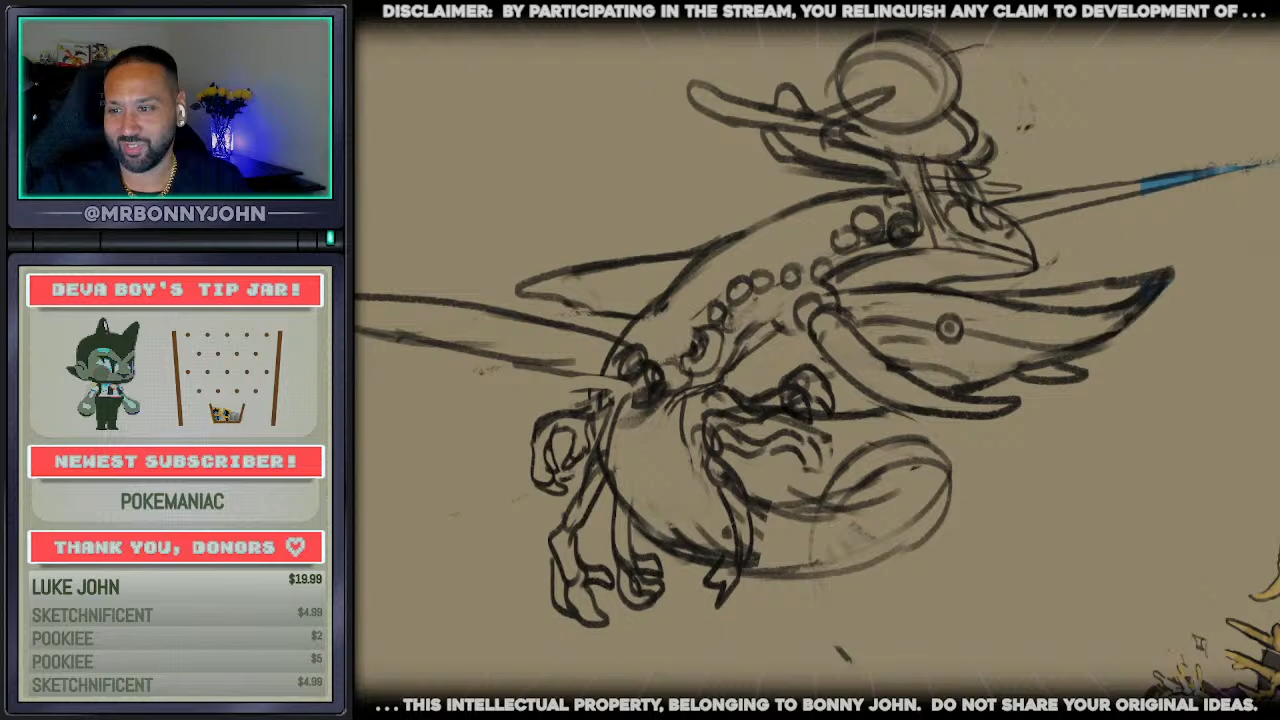 DISCLAIMER: BY PARTICIPATING IN THE STREAM, YOU RELINQUISH ANY CLAIM TO DEVELOPMENT OF . . .
@MRBONNYJOHN
DEVA BOY'S TIP JAR!
NEWEST SUBSCRIBER!
POKEMANIAC
THANK YOU, DONORS ♡
LUKE JOHN $19.99
SKETCHNIFICENT $4.99
POOKIEE $2
POOKIEE $5
SKETCHNIFICENT $4.99
. . . THIS INTELLECTUAL PROPERTY, BELONGING TO BONNY JOHN. DO NOT SHARE YOUR ORIGINAL IDEAS.